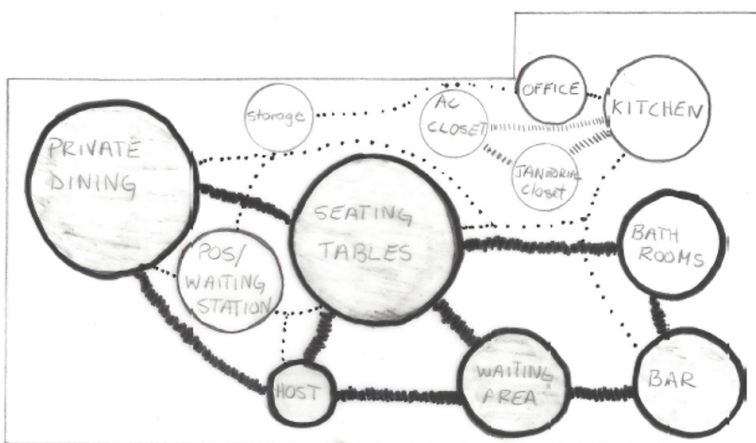 PRIVATE
DINING
storage
AC
CLOSET
OFFICE
KITCHEN
JANITORIAL
Closet
SEATING
TABLES
POS/
WAITING
STATION
BATH
ROOMS
HOST
WAITING
AREA
BAR